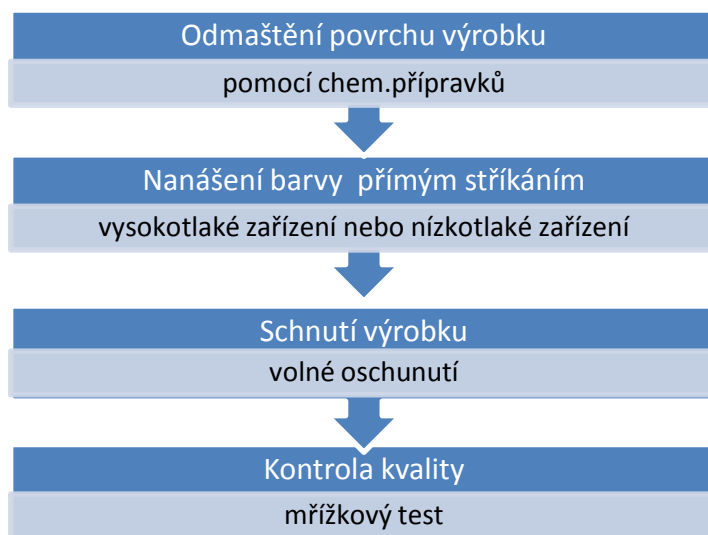 Odmaštění povrchu výrobku
pomocí chem.přípravků
Nanášení barvy  přímým stříkáním
vysokotlaké zařízení nebo nízkotlaké zařízení
Schnutí výrobku
volné oschunutí
Kontrola kvality
mřížkový test